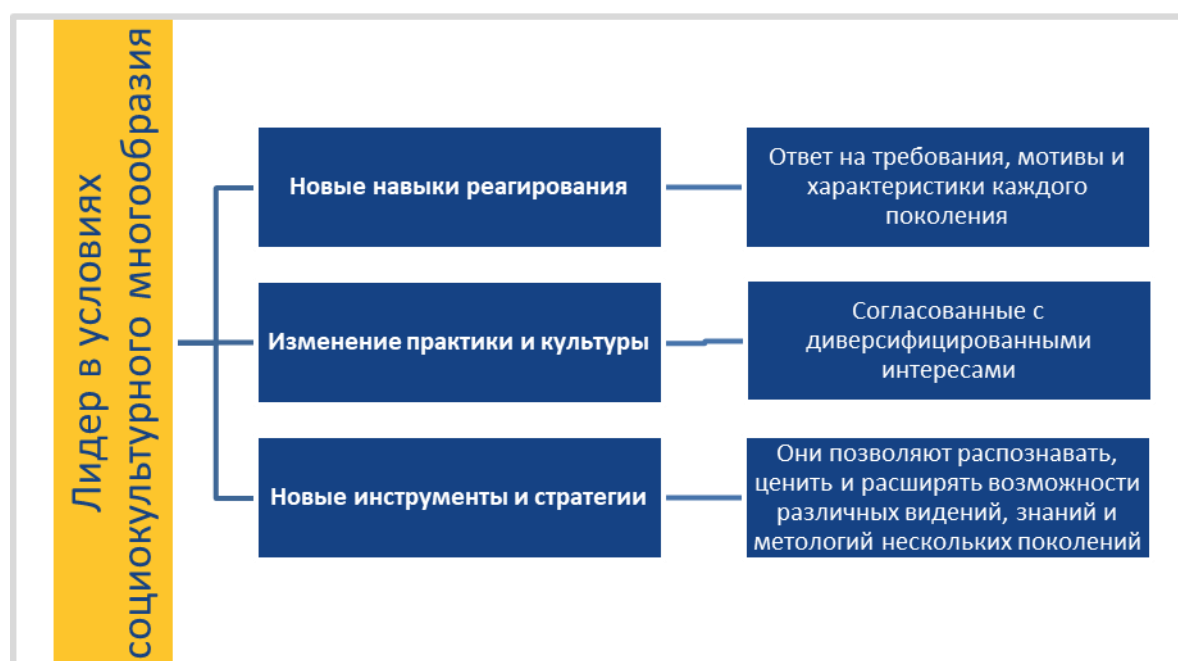 Лидер в условиях
социокультурного многообразия
Новые навыки реагирования
Ответ на требования, мотивы и
характеристики каждого
поколения
Изменение практики и культуры
Согласованные с
диверсифицированными
интересами
Новые инструменты и стратегии
Они позволяют распознавать,
ценить и расширять возможности
различных видений, знаний и
метологий нескольких поколений